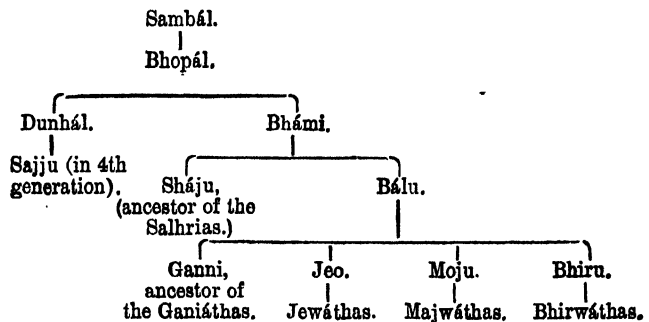 Sambál.
Bhopál.
Dunhál. Bhámi.
Sajju (in 4th generation).
Sháju, (ancestor of the Salhrias.)
Bálu.
Ganni, Jeo. Moju. Bhiru.
ancestor of
the Ganiáthas. Jewáthas. Majwáthas. Bhirwáthas.